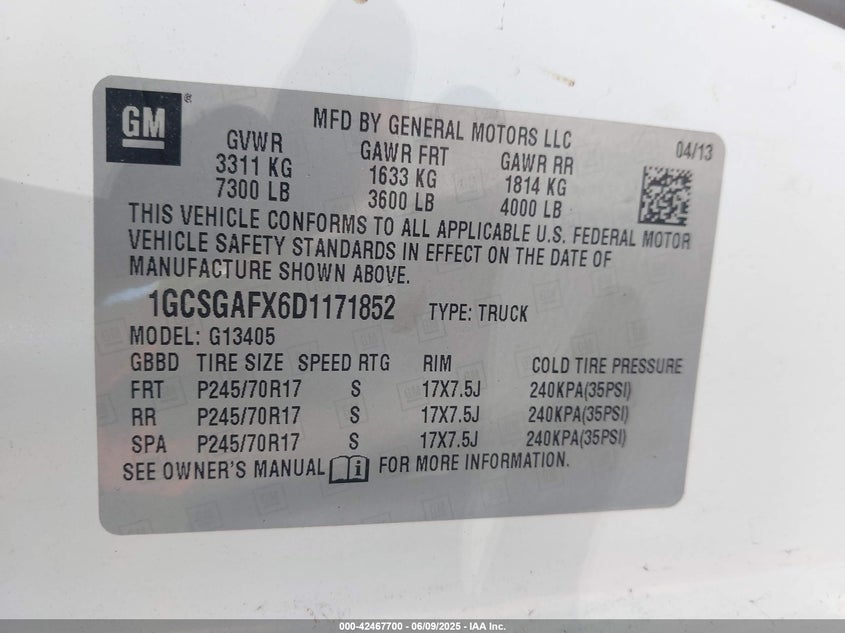 GM ®
MFD BY GENERAL MOTORS LLC
04/13
GVWR GAWR FRT GAWR RR
3311 KG 1633 KG 1814 KG
7300 LB 3600 LB 4000 LB
THIS VEHICLE CONFORMS TO ALL APPLICABLE U.S. FEDERAL MOTOR
VEHICLE SAFETY STANDARDS IN EFFECT ON THE DATE OF
MANUFACTURE SHOWN ABOVE.
1GCSGAFX6D1171852 TYPE: TRUCK
MODEL: G13405
GBBD TIRE SIZE SPEED RTG RIM COLD TIRE PRESSURE
FRT P245/70R17 S 17X7.5J 240KPA(35PSI)
RR P245/70R17 S 17X7.5J 240KPA(35PSI)
SPA P245/70R17 S 17X7.5J 240KPA(35PSI)
SEE OWNER'S MANUAL i FOR MORE INFORMATION.
000-42467700 - 06/09/2025 - IAA Inc.